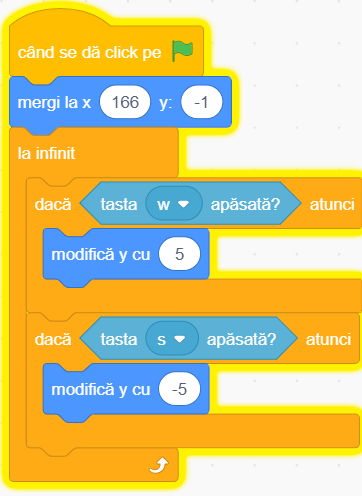 când se dă click pe
mergi la x 166 y: -1
la infinit
dacă tasta w apăsată? atunci
modifică y cu 5
dacă tasta s apăsată? atunci
modifică y cu -5